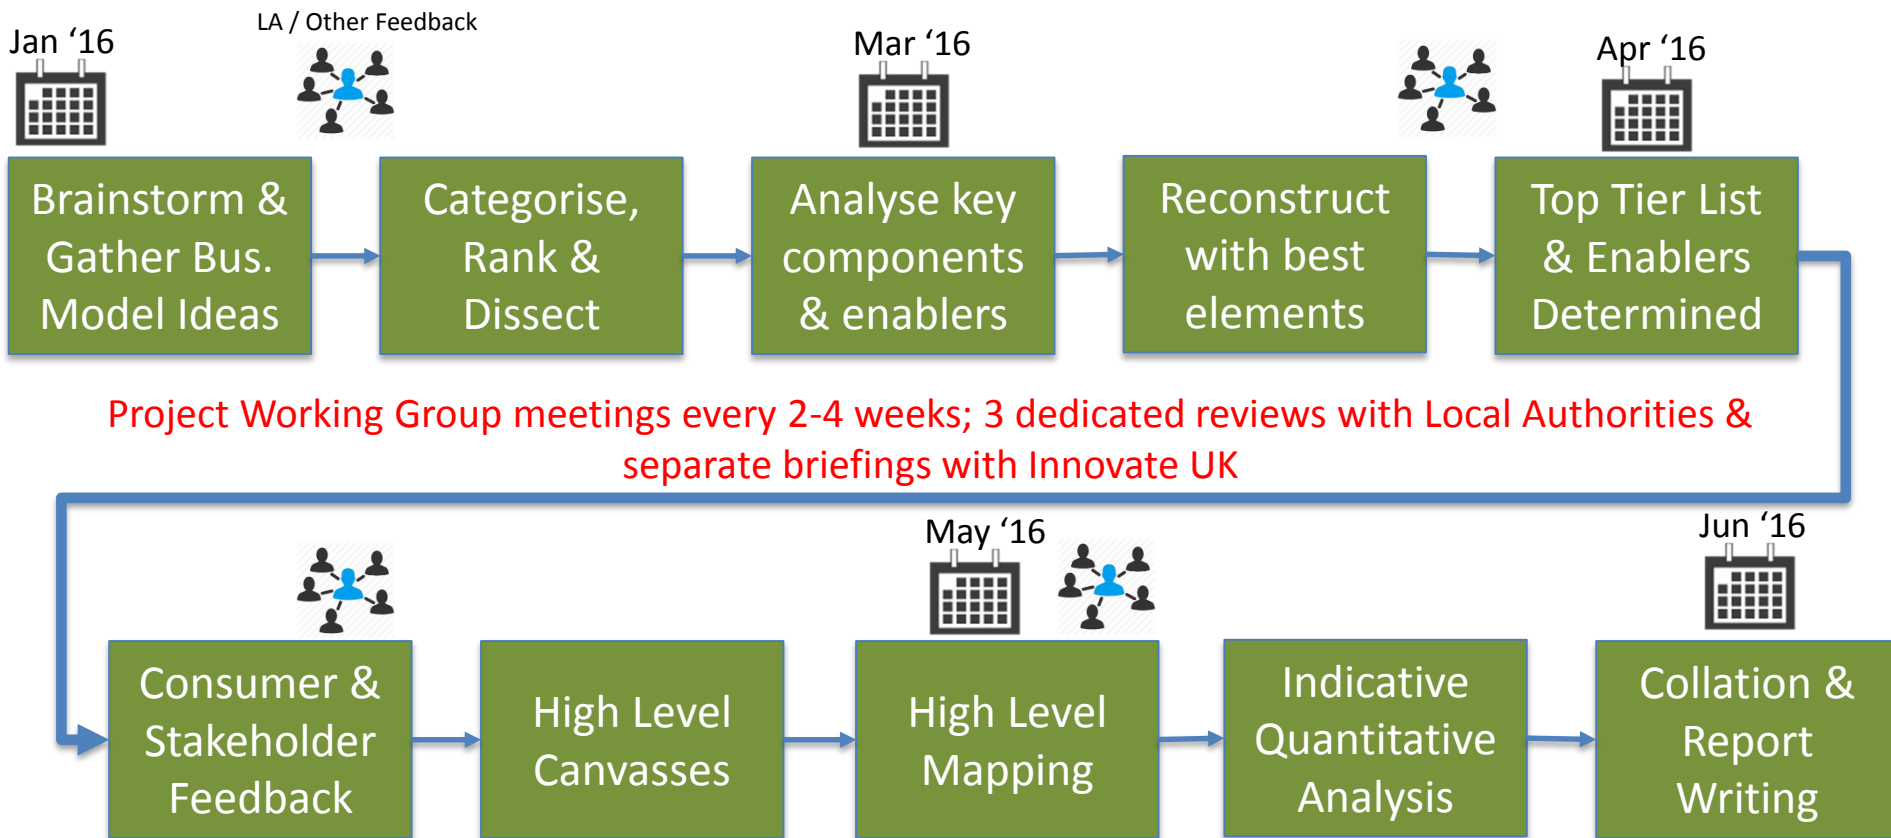 Jan ‘16
LA / Other Feedback
Mar ‘16
Apr ‘16
Brainstorm &
Gather Bus.
Model Ideas
Categorise,
Rank &
Dissect
Analyse key
components
& enablers
Reconstruct
with best
elements
Top Tier List
& Enablers
Determined
Project Working Group meetings every 2-4 weeks; 3 dedicated reviews with Local Authorities &
separate briefings with Innovate UK
May ‘16
Jun ‘16
Consumer &
Stakeholder
Feedback
High Level
Canvasses
High Level
Mapping
Indicative
Quantitative
Analysis
Collation &
Report
Writing